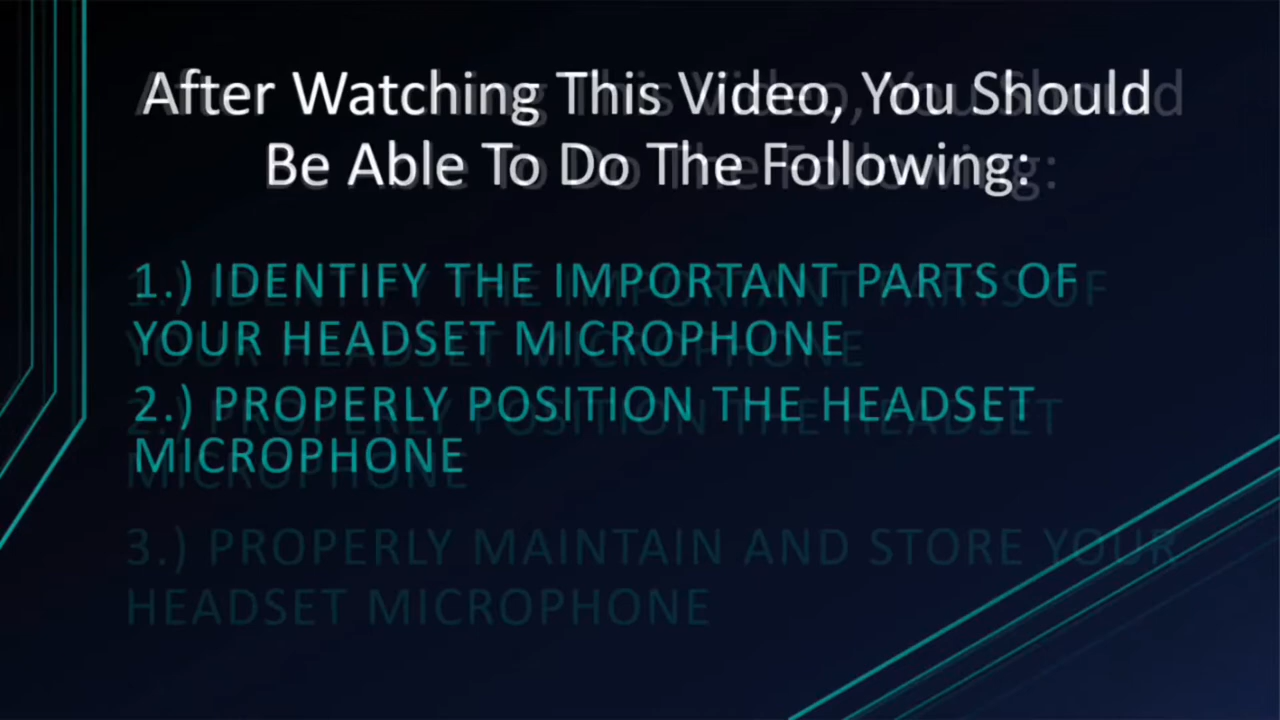 After Watching This Video, You Should
Be Able To Do The Following:
1.) IDENTIFY THE IMPORTANT PARTS OF
YOUR HEADSET MICROPHONE
2.) PROPERLY POSITION THE HEADSET
MICROPHONE
3.) PROPERLY MAINTAIN AND STORE YOUR
HEADSET MICROPHONE